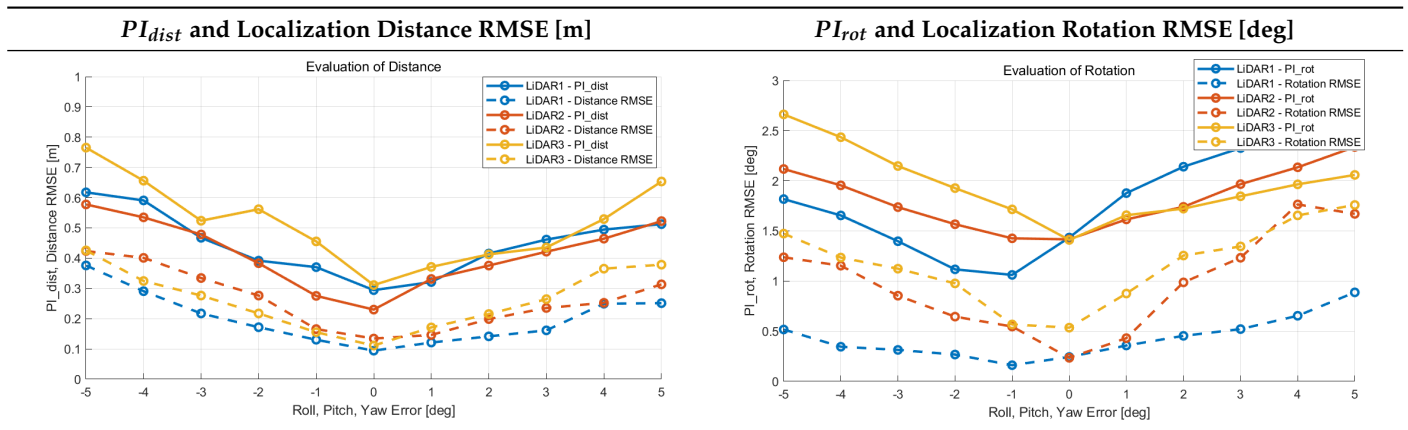 PI_dist and Localization Distance RMSE [m]
PI_rot and Localization Rotation RMSE [deg]
Evaluation of Distance
LiDAR1 - PI_dist
LiDAR1 - Distance RMSE
LiDAR2 - PI_dist
LiDAR2 - Distance RMSE
LiDAR3 - PI_dist
LiDAR3 - Distance RMSE
PI_dist, Distance RMSE [m]
1
0.9
0.8
0.7
0.6
0.5
0.4
0.3
0.2
0.1
0
-5 -4 -3 -2 -1 0 1 2 3 4 5
Roll, Pitch, Yaw Error [deg]
Evaluation of Rotation
LiDAR1 - PI_rot
LiDAR1 - Rotation RMSE
LiDAR2 - PI_rot
LiDAR2 - Rotation RMSE
LiDAR3 - PI_rot
LiDAR3 - Rotation RMSE
PI_rot, Rotation RMSE [deg]
3
2.5
2
1.5
1
0.5
0
-5 -4 -3 -2 -1 0 1 2 3 4 5
Roll, Pitch, Yaw Error [deg]